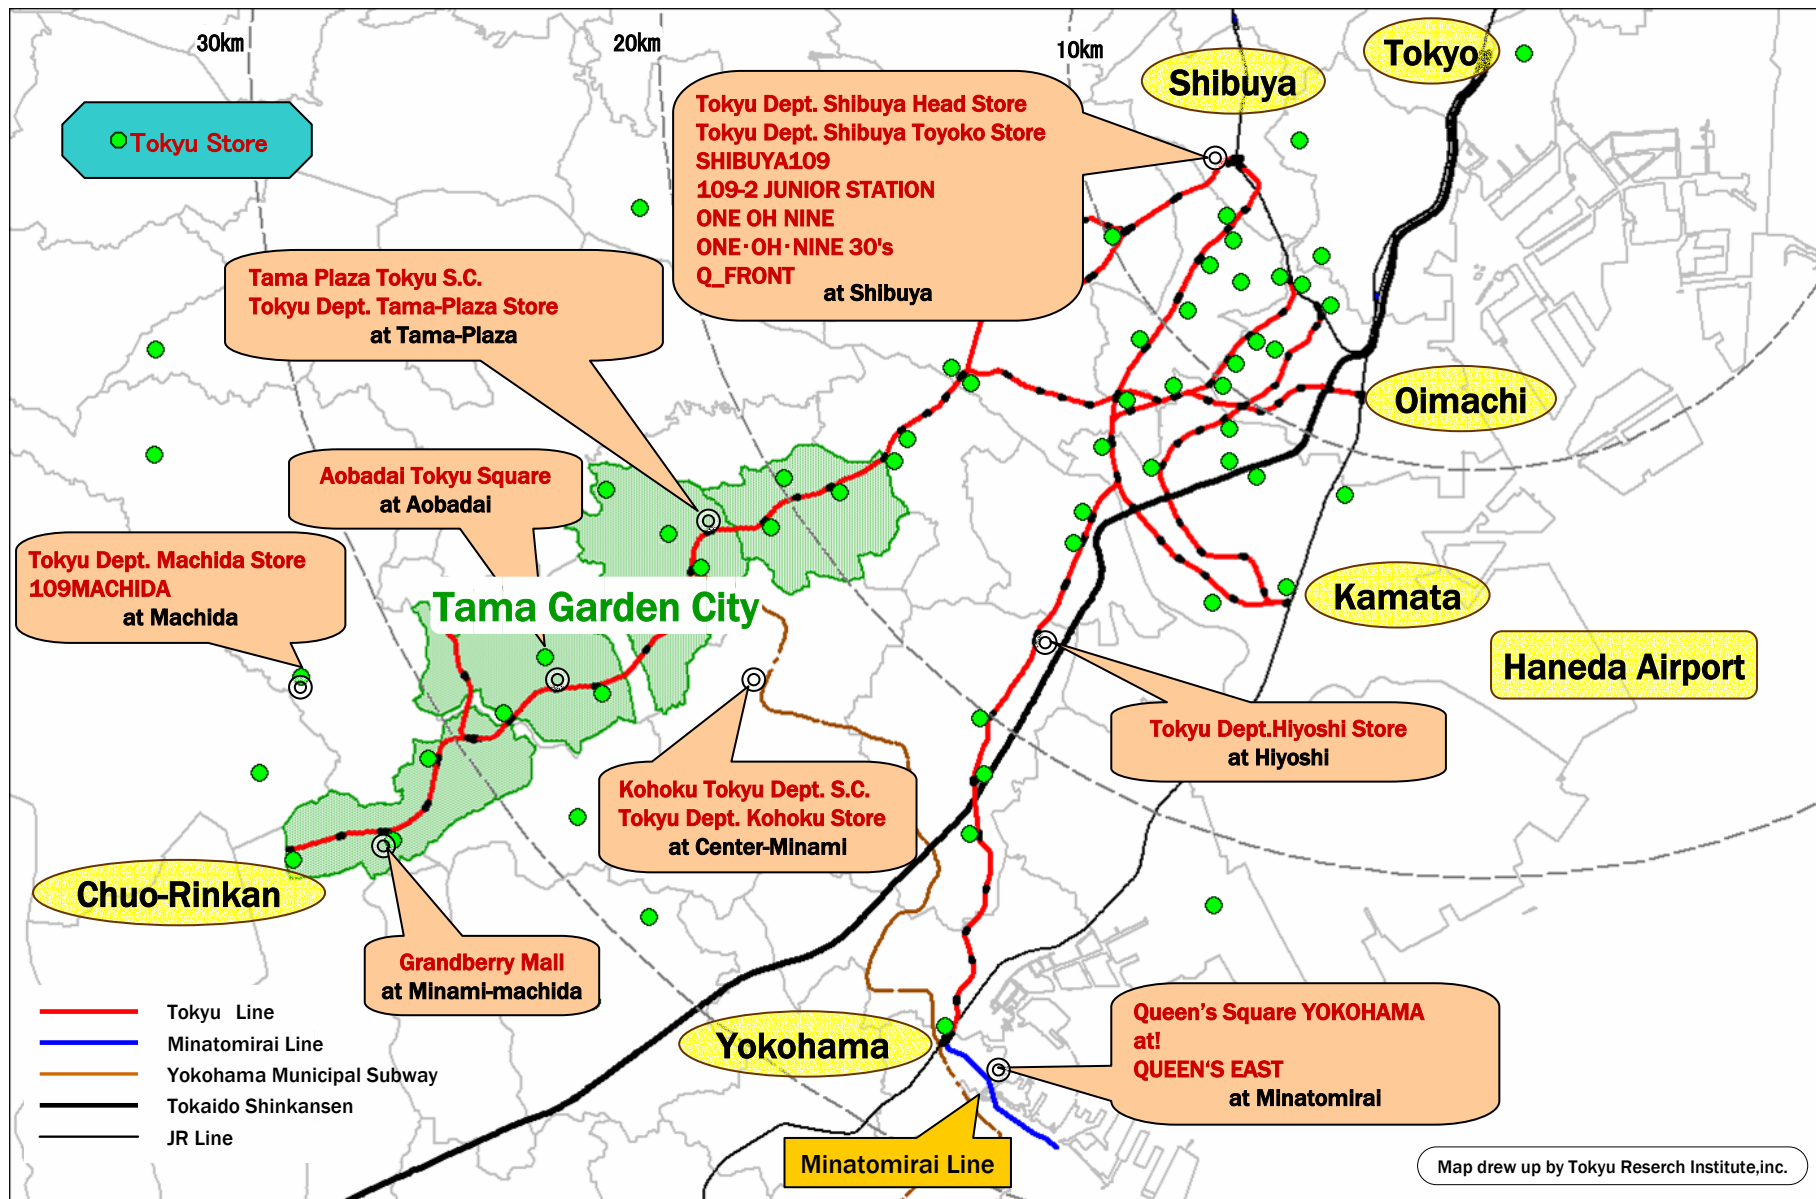 30km
20km
10km
Tokyo
Shibuya
Tokyu Store
Tokyu Dept. Shibuya Head Store
Tokyu Dept. Shibuya Toyoko Store
SHIBUYA109
109-2 JUNIOR STATION
ONE OH NINE
ONE·OH·NINE 30's
Q_FRONT
at Shibuya
Tama Plaza Tokyu S.C.
Tokyu Dept. Tama-Plaza Store
at Tama-Plaza
Oimachi
Aobadai Tokyu Square
at Aobadai
Tokyu Dept. Machida Store
109MACHIDA
at Machida
Tama Garden City
Kamata
Haneda Airport
Tokyu Dept.Hiyoshi Store
at Hiyoshi
Kohoku Tokyu Dept. S.C.
Tokyu Dept. Kohoku Store
at Center-Minami
Chuo-Rinkan
Grandberry Mall
at Minami-machida
Tokyu Line
Minatomirai Line
Yokohama Municipal Subway
Tokaido Shinkansen
JR Line
Yokohama
Queen's Square YOKOHAMA
at!
QUEEN'S EAST
at Minatomirai
Minatomirai Line
Map drew up by Tokyu Reserch Institute,inc.